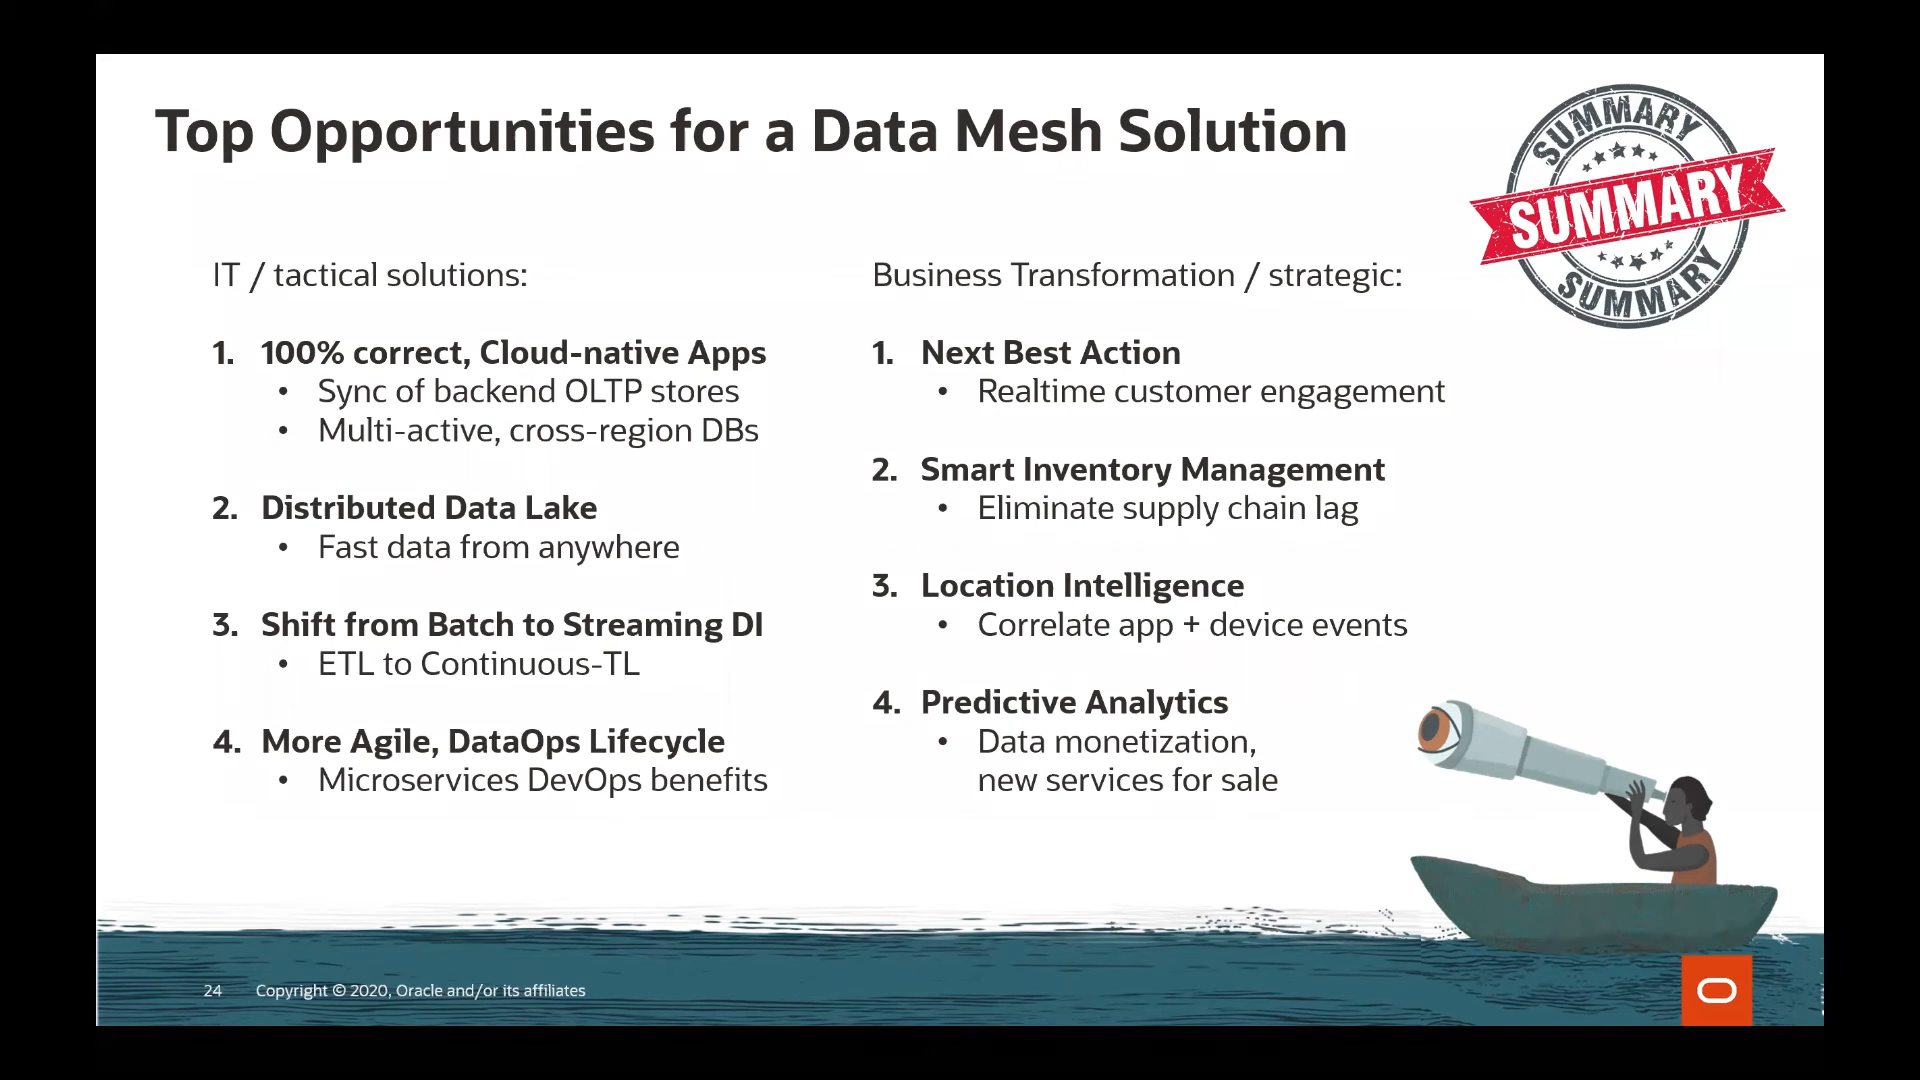 Top Opportunities for a Data Mesh Solution
SUMMARY
SUMMARY
SUMMARY
IT / tactical solutions:
1. 100% correct, Cloud-native Apps
• Sync of backend OLTP stores
• Multi-active, cross-region DBs
2. Distributed Data Lake
• Fast data from anywhere
3. Shift from Batch to Streaming DI
• ETL to Continuous-TL
4. More Agile, DataOps Lifecycle
• Microservices DevOps benefits
Business Transformation / strategic:
1. Next Best Action
• Realtime customer engagement
2. Smart Inventory Management
• Eliminate supply chain lag
3. Location Intelligence
• Correlate app + device events
4. Predictive Analytics
• Data monetization,
new services for sale
24 Copyright © 2020, Oracle and/or its affiliates